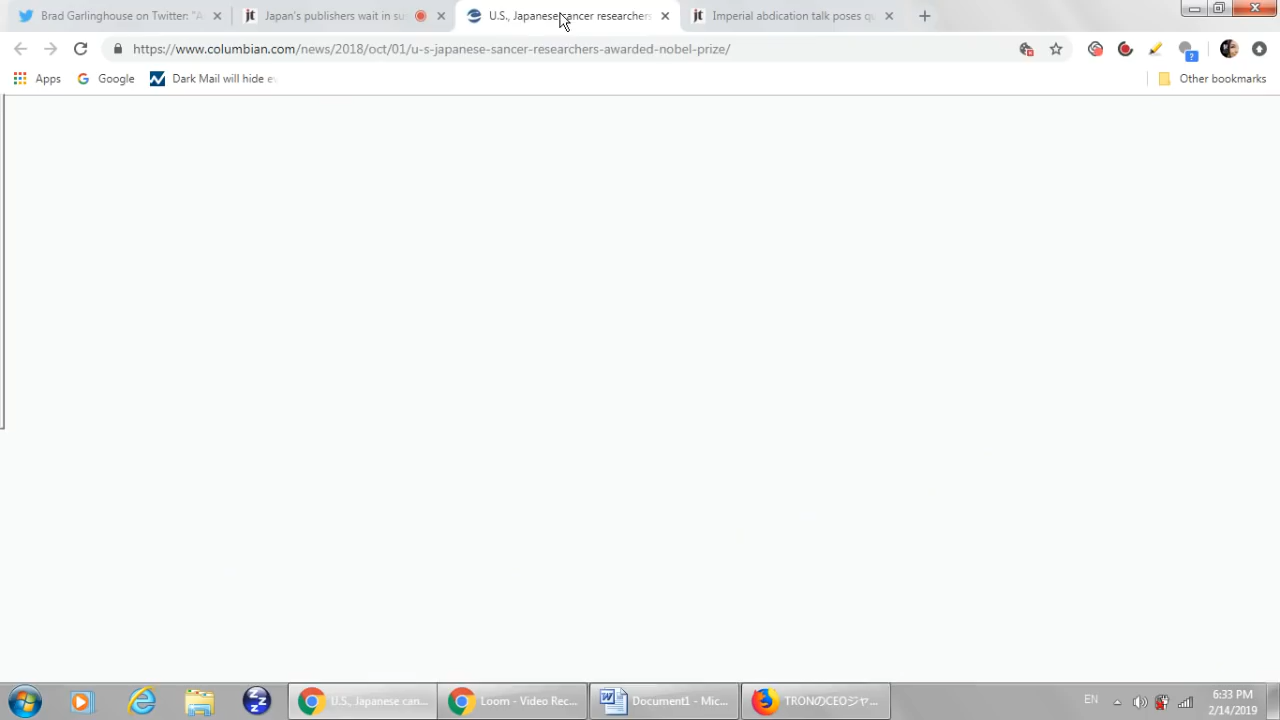 Brad Garlinghouse on Twitter: "A
Japan's publishers wait in su
U.S., Japanese cancer researchers
Imperial abdication talk poses q
https://www.columbian.com/news/2018/oct/01/u-s-japanese-sancer-researchers-awarded-nobel-prize/
Apps
Google
Dark Mail will hide e
Other bookmarks
U.S., Japanese can...
Loom - Video Rec...
Document1 - Mic...
TRONのCEOジャ...
EN
6:33 PM
2/14/2019